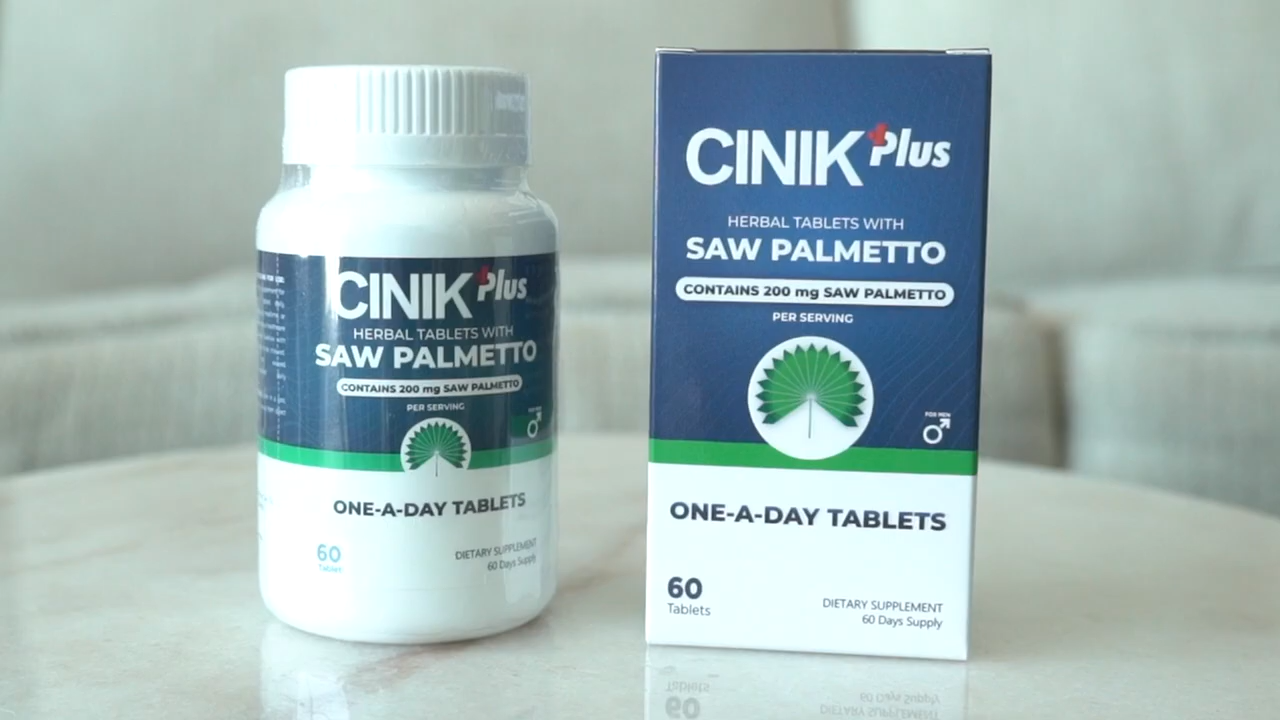 CINIK Plus
HERBAL TABLETS WITH
SAW PALMETTO
CONTAINS 200 mg SAW PALMETTO
PER SERVING
FOR MEN
ONE-A-DAY TABLETS
60
Tablets
DIETARY SUPPLEMENT
60 Days Supply
CINIK Plus
HERBAL TABLETS WITH
SAW PALMETTO
CONTAINS 200 mg SAW PALMETTO
PER SERVING
FOR MEN
ONE-A-DAY TABLETS
60
Tablets
DIETARY SUPPLEMENT
60 Days Supply